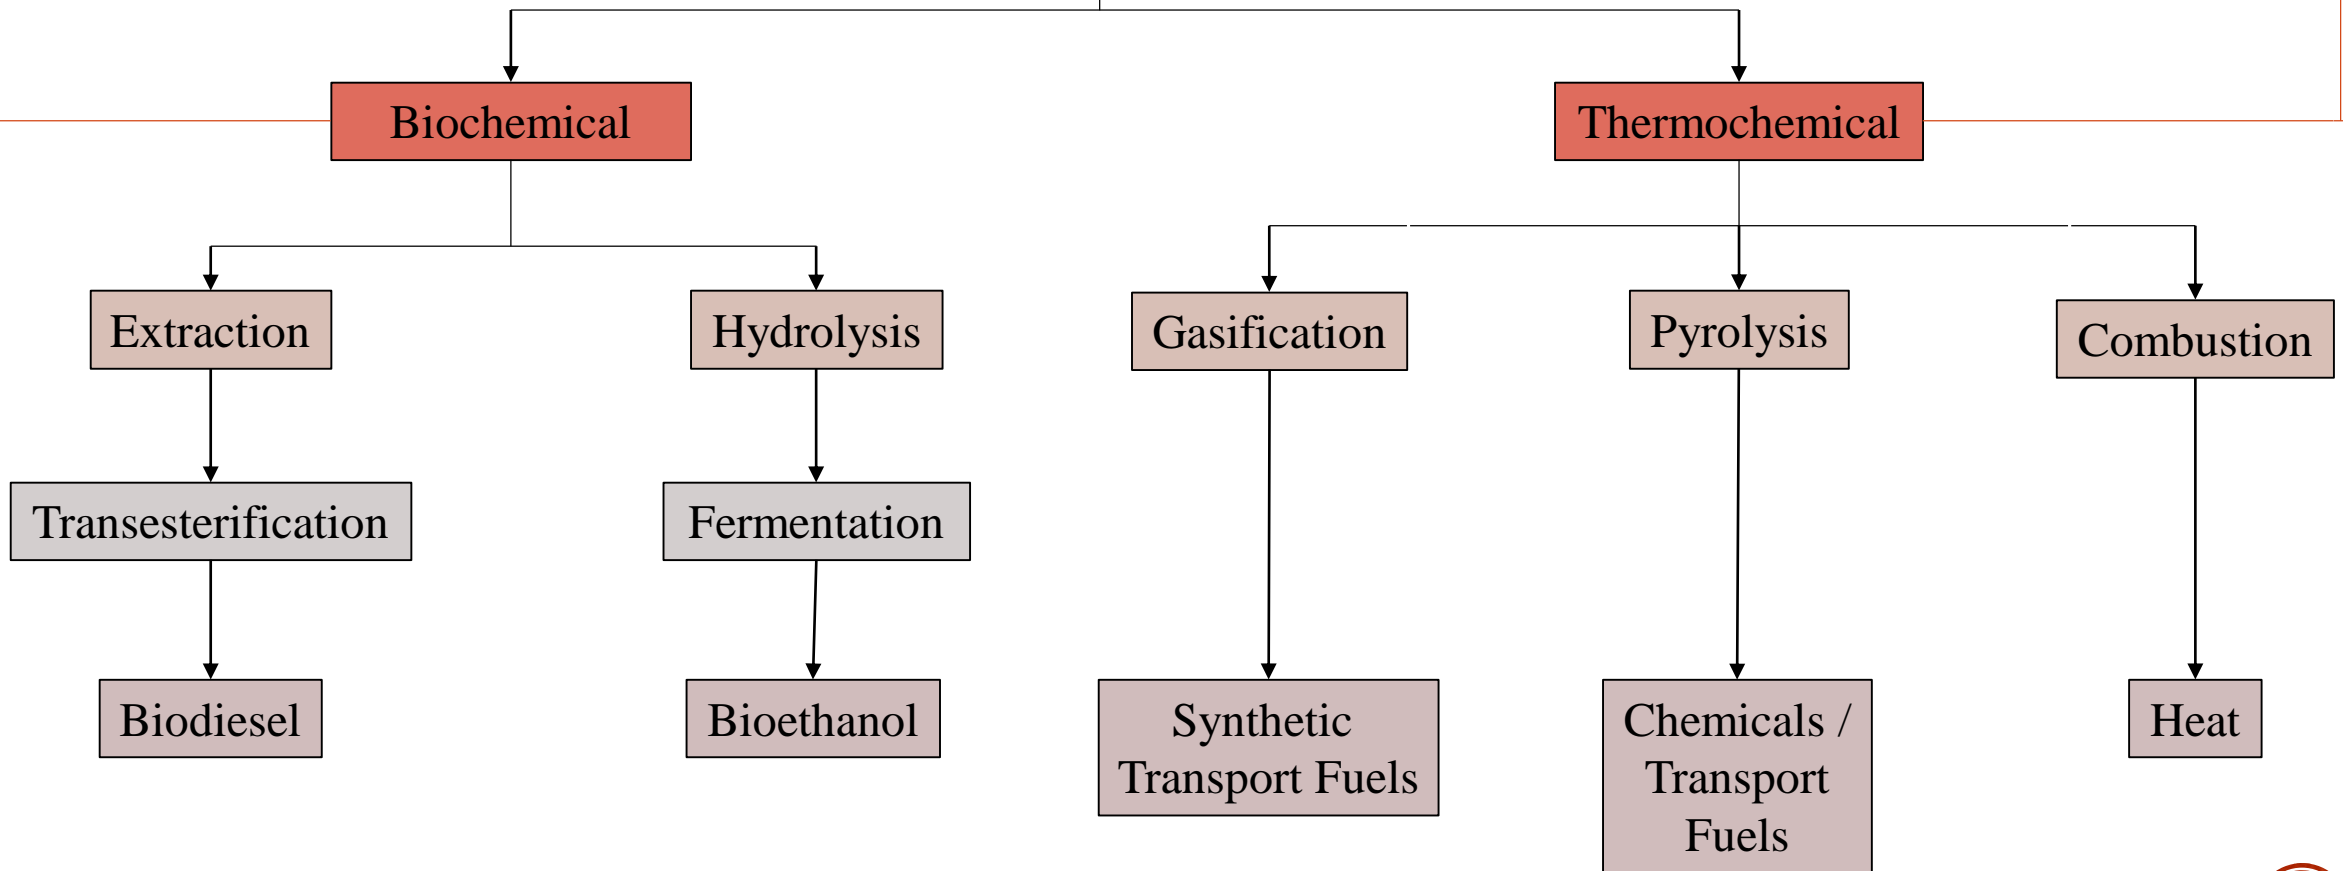 Biochemical
Thermochemical
Extraction
Hydrolysis
Gasification
Pyrolysis
Combustion
Transesterification
Fermentation
Biodiesel
Bioethanol
Synthetic
Transport Fuels
Chemicals /
Transport
Fuels
Heat